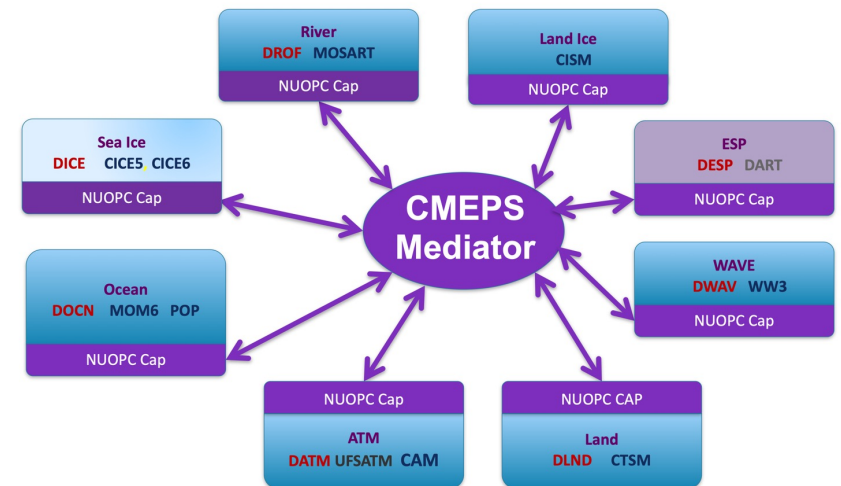 River
DROF MOSART
NUOPC Cap
Land Ice
CISM
NUOPC Cap
Sea Ice
DICE CICE5, CICE6
NUOPC Cap
ESP
DESP DART
NUOPC Cap
CMEPS
Mediator
Ocean
DOCN MOM6 POP
NUOPC Cap
WAVE
DWAV WW3
NUOPC Cap
NUOPC Cap
ATM
DATM UFSATM CAM
NUOPC CAP
Land
DLND CTSM